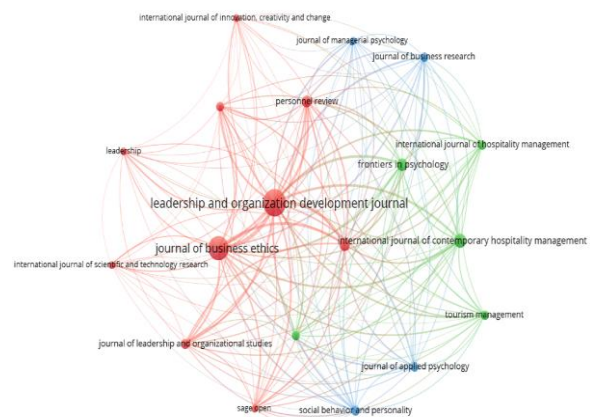 international journal of innovation, creativity and change
journal of managerial psychology
journal of business research
personnel review
international journal of hospitality management
leadership
frontiers in psychology
leadership and organization development journal
international journal of contemporary hospitality management
journal of business ethics
international journal of scientific and technology research
tourism management
journal of leadership and organizational studies
journal of applied psychology
sage open
social behavior and personality